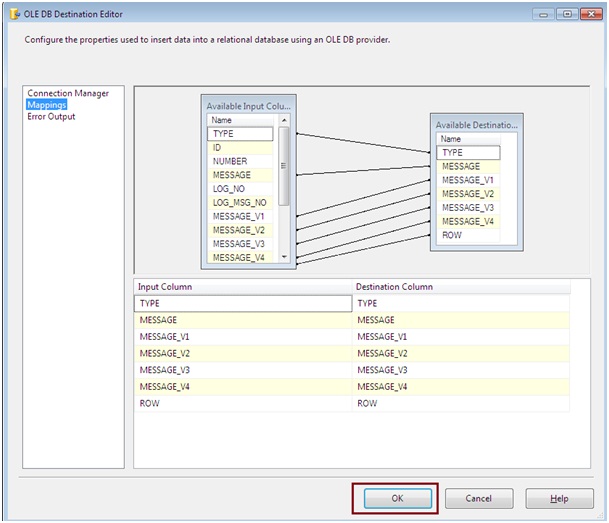 OLE DB Destination Editor
Configure the properties used to insert data into a relational database using an OLE DB provider.
Connection Manager
Mappings
Error Output
Available Input Colu...
Name
TYPE
ID
NUMBER
MESSAGE
LOG_NO
LOG_MSG_NO
MESSAGE_V1
MESSAGE_V2
MESSAGE_V3
MESSAGE_V4
Available Destinatio...
Name
TYPE
MESSAGE
MESSAGE_V1
MESSAGE_V2
MESSAGE_V3
MESSAGE_V4
ROW
Input Column Destination Column
TYPE TYPE
MESSAGE MESSAGE
MESSAGE_V1 MESSAGE_V1
MESSAGE_V2 MESSAGE_V2
MESSAGE_V3 MESSAGE_V3
MESSAGE_V4 MESSAGE_V4
ROW ROW
OK Cancel Help